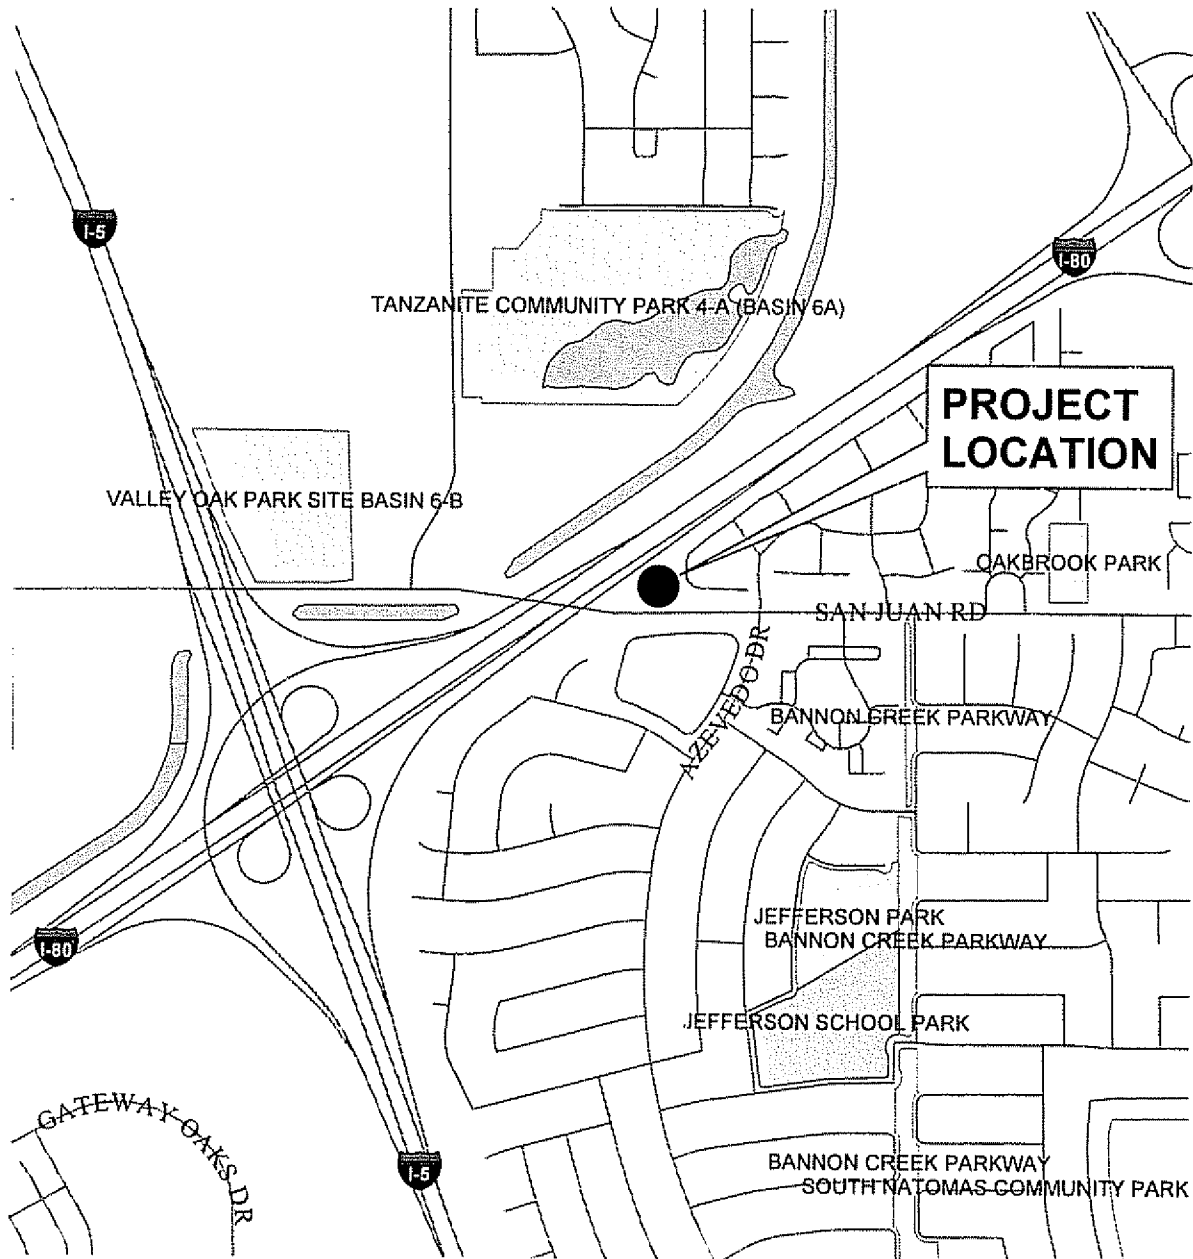 I-5
I-80
TANZANITE COMMUNITY PARK 4-A (BASIN 6A)
PROJECT
LOCATION
VALLEY OAK PARK SITE BASIN 6-B
OAKBROOK PARK
SAN JUAN RD
AZEVEDO DR
BANNON CREEK PARKWAY
JEFFERSON PARK
BANNON CREEK PARKWAY
I-80
JEFFERSON SCHOOL PARK
GATEWAY OAKS DR
I-5
BANNON CREEK PARKWAY
SOUTH NATOMAS COMMUNITY PARK